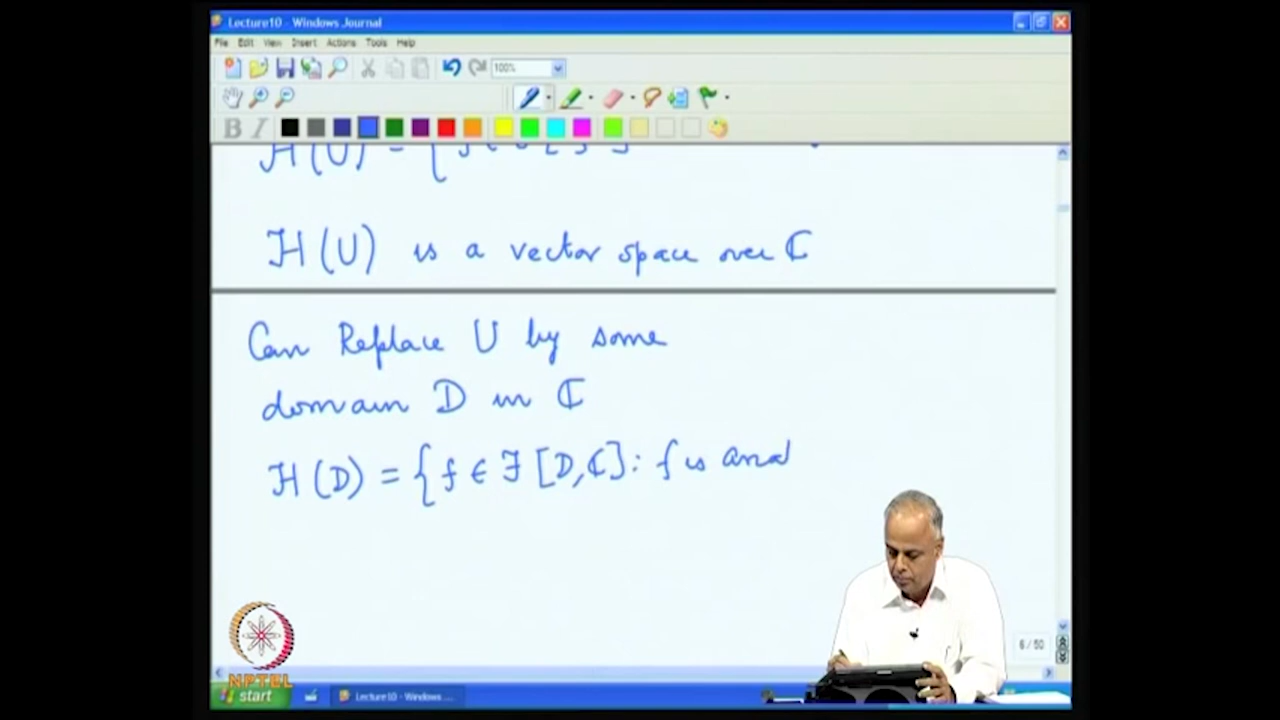 Lecture10 - Windows Journal
File Edit View Insert Actions Tools Help
100%
B I
H(U) = {
ℋ(U) is a vector space over ℂ
Can Replace U by some
domain D in ℂ
ℋ(D) = {f ∈ ℱ[D,ℂ]: f is anal
6 / 50
NPTEL
start
Lecture10 - Windows ...